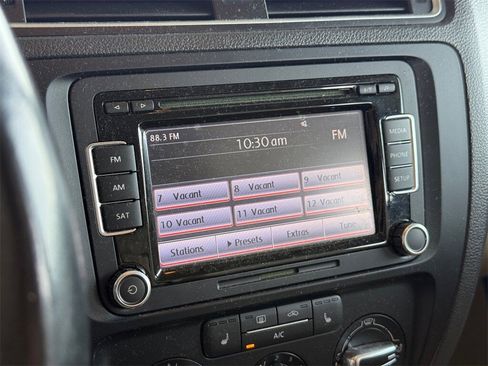 88.3 FM
10:30 am
FM
7 Vacant 8 Vacant 9 Vacant
10 Vacant 11 Vacant 12 Vacant
Stations Presets Extras Tune
FM
AM
SAT
MEDIA
PHONE
SETUP
A/C